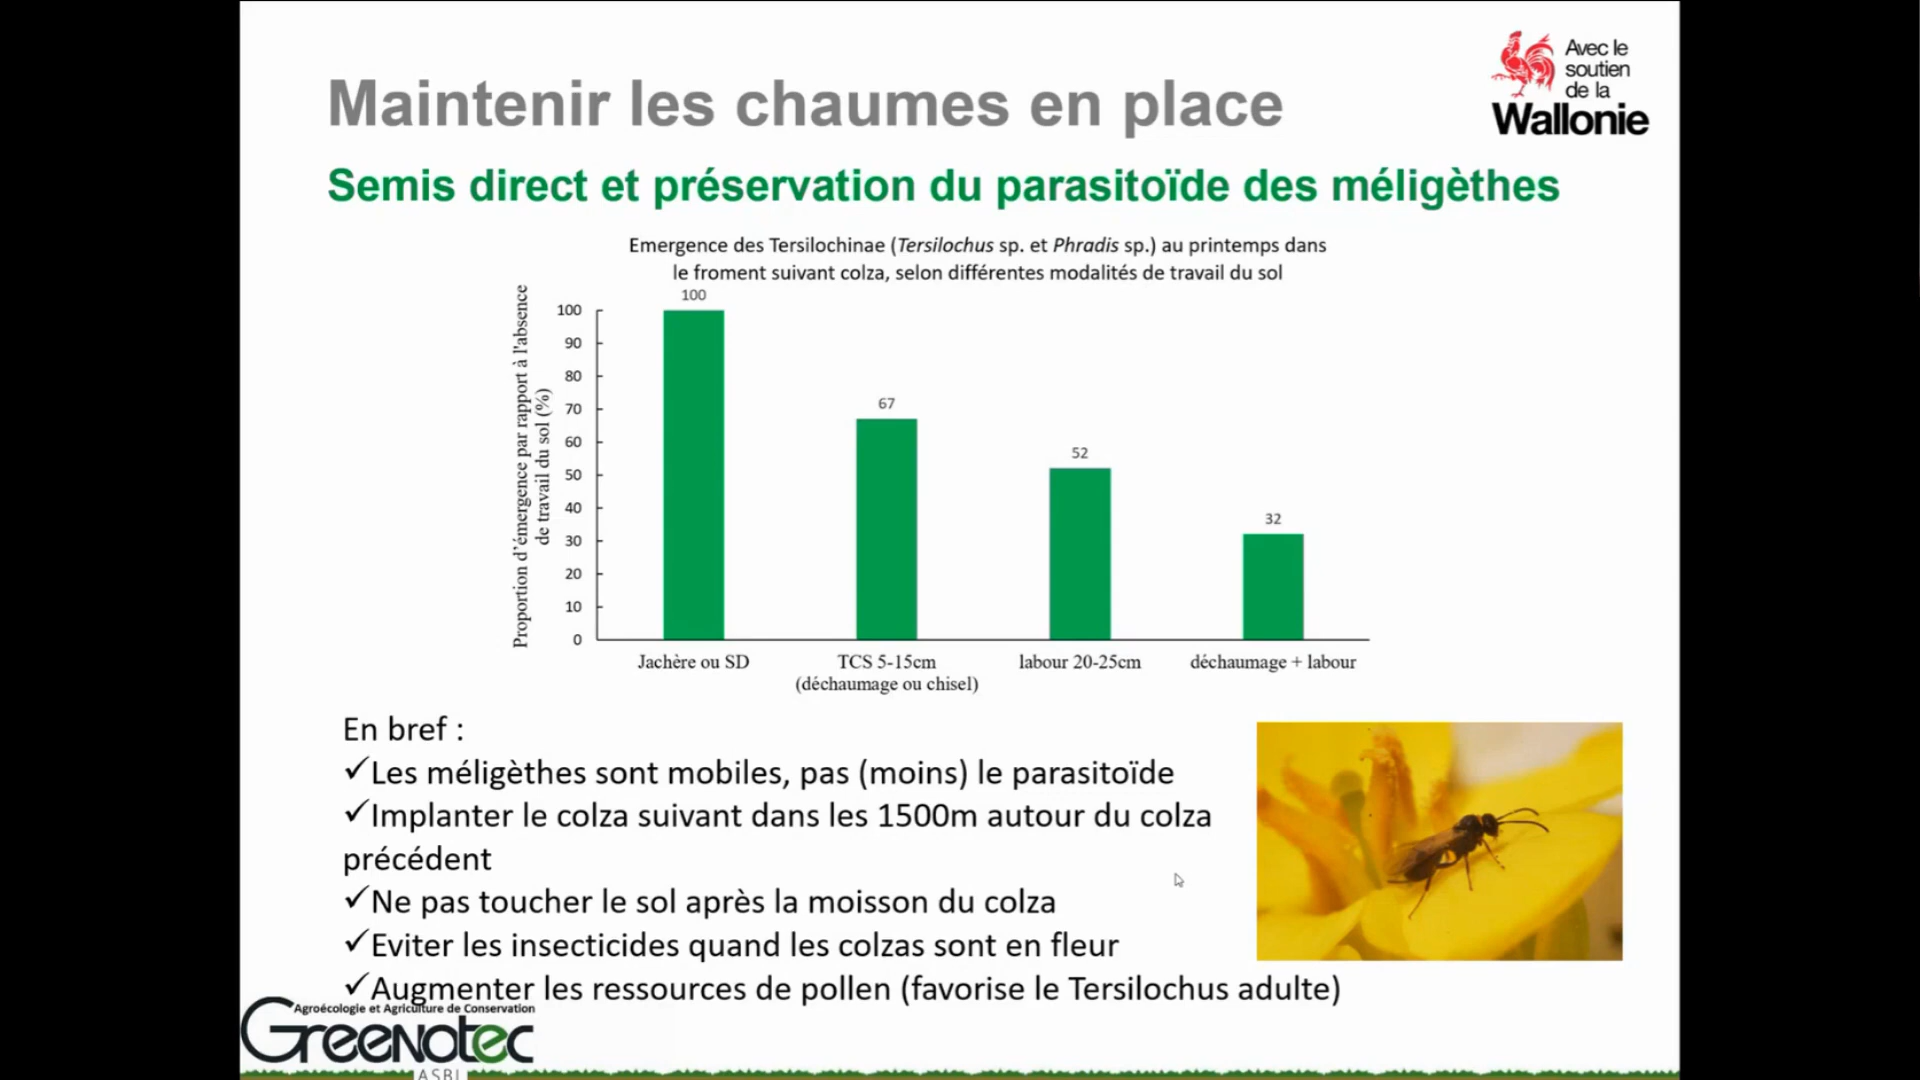 Avec le
soutien
de la
Wallonie
Maintenir les chaumes en place
Semis direct et préservation du parasitoïde des méligèthes
Emergence des Tersilochinae (Tersilochus sp. et Phradis sp.) au printemps dans
le froment suivant colza, selon différentes modalités de travail du sol
Proportion d'émergence par rapport à l'absence
de travail du sol (%)
100
90
80
70
60
50
40
30
20
10
0
100
67
52
32
Jachère ou SD
TCS 5-15cm
(déchaumage ou chisel)
labour 20-25cm
déchaumage + labour
En bref :
✓Les méligèthes sont mobiles, pas (moins) le parasitoïde
✓Implanter le colza suivant dans les 1500m autour du colza
précédent
✓Ne pas toucher le sol après la moisson du colza
✓Eviter les insecticides quand les colzas sont en fleur
✓Augmenter les ressources de pollen (favorise le Tersilochus adulte)
Agroécologie et Agriculture de Conservation
Greenotec
ASBL